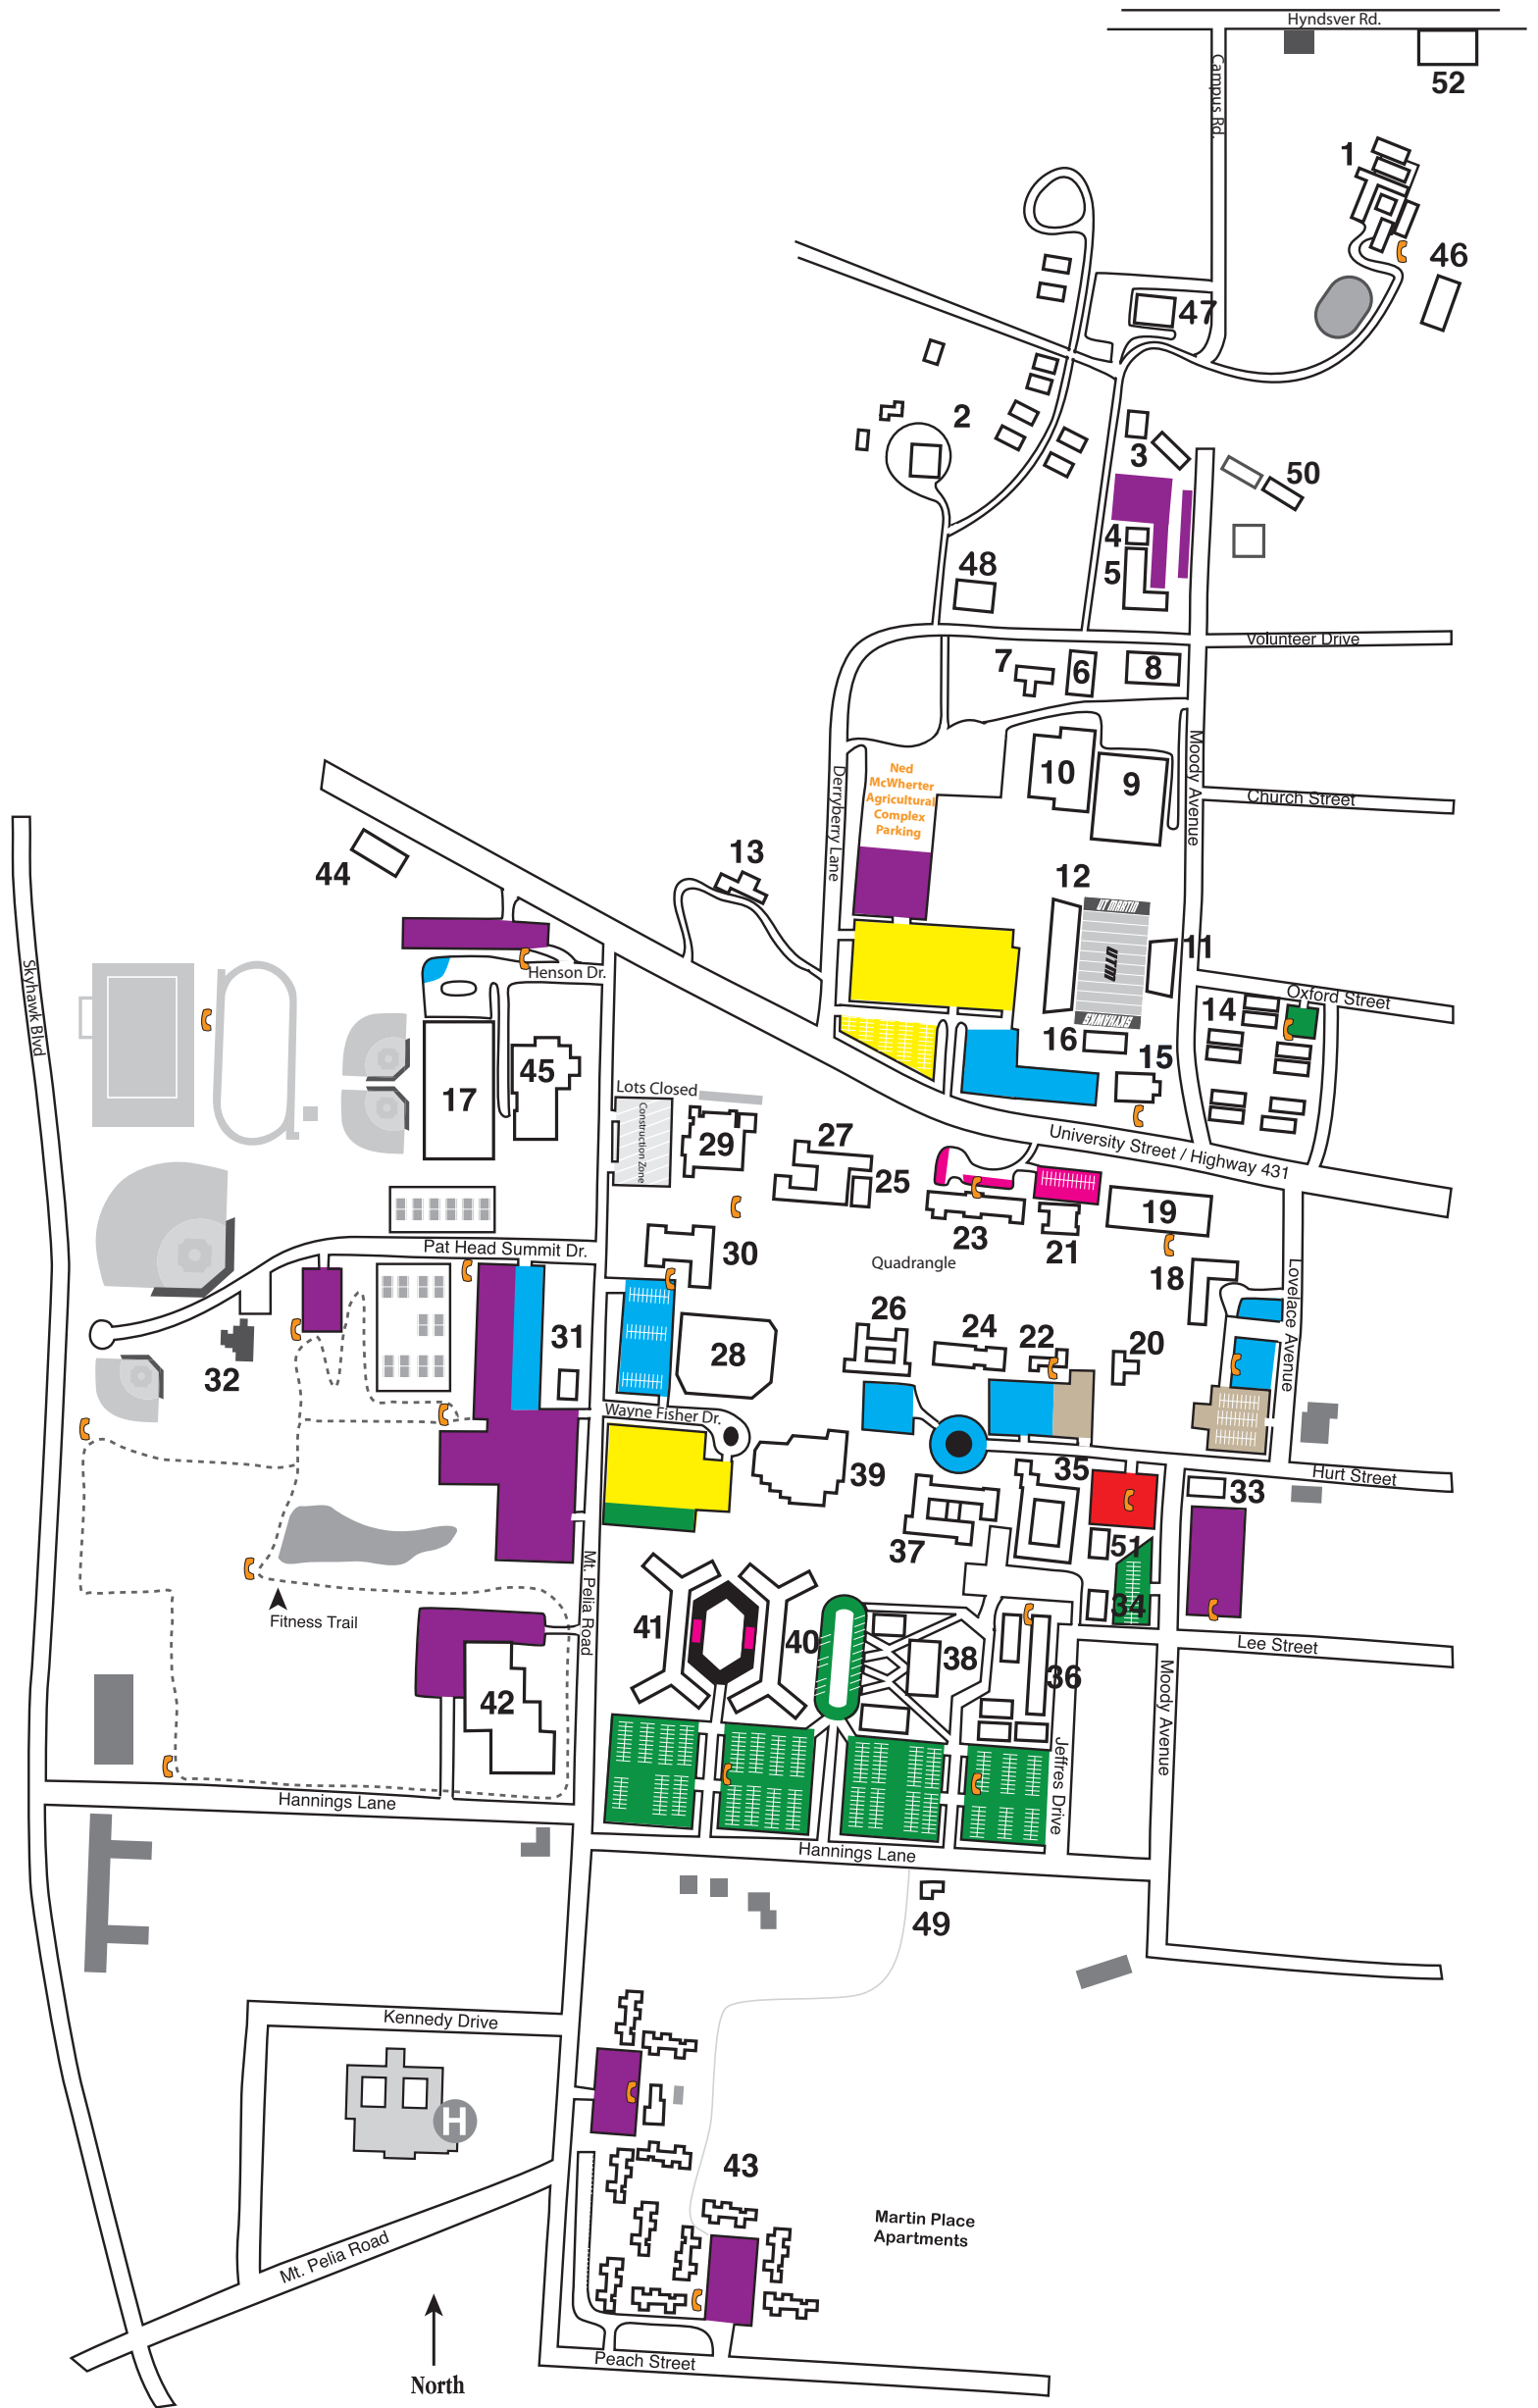 Hyndsver Rd.
52
Campus Rd.
1
46
47
2
3
50
4
5
48
Volunteer Drive
7
6
8
Moody Avenue
10
9
Church Street
Ned
McWherter
Agricultural
Complex
Parking
Derryberry Lane
44
13
12
UT MARTIN
UTM
SKYHAWKS
11
Henson Dr.
Skyhawk Blvd
Oxford Street
14
16
15
45
17
Lots Closed
Construction Zone
29
27
25
University Street / Highway 431
23
21
19
Quadrangle
18
30
Pat Head Summit Dr.
Lovelace Avenue
26
24
22
20
31
28
32
Wayne Fisher Dr.
39
35
Hurt Street
33
37
51
Mt. Pelia Road
Fitness Trail
41
40
34
38
36
Lee Street
42
Moody Avenue
Jeffres Drive
Hannings Lane
Hannings Lane
49
Kennedy Drive
H
43
Martin Place
Apartments
Mt. Pelia Road
North
Peach Street